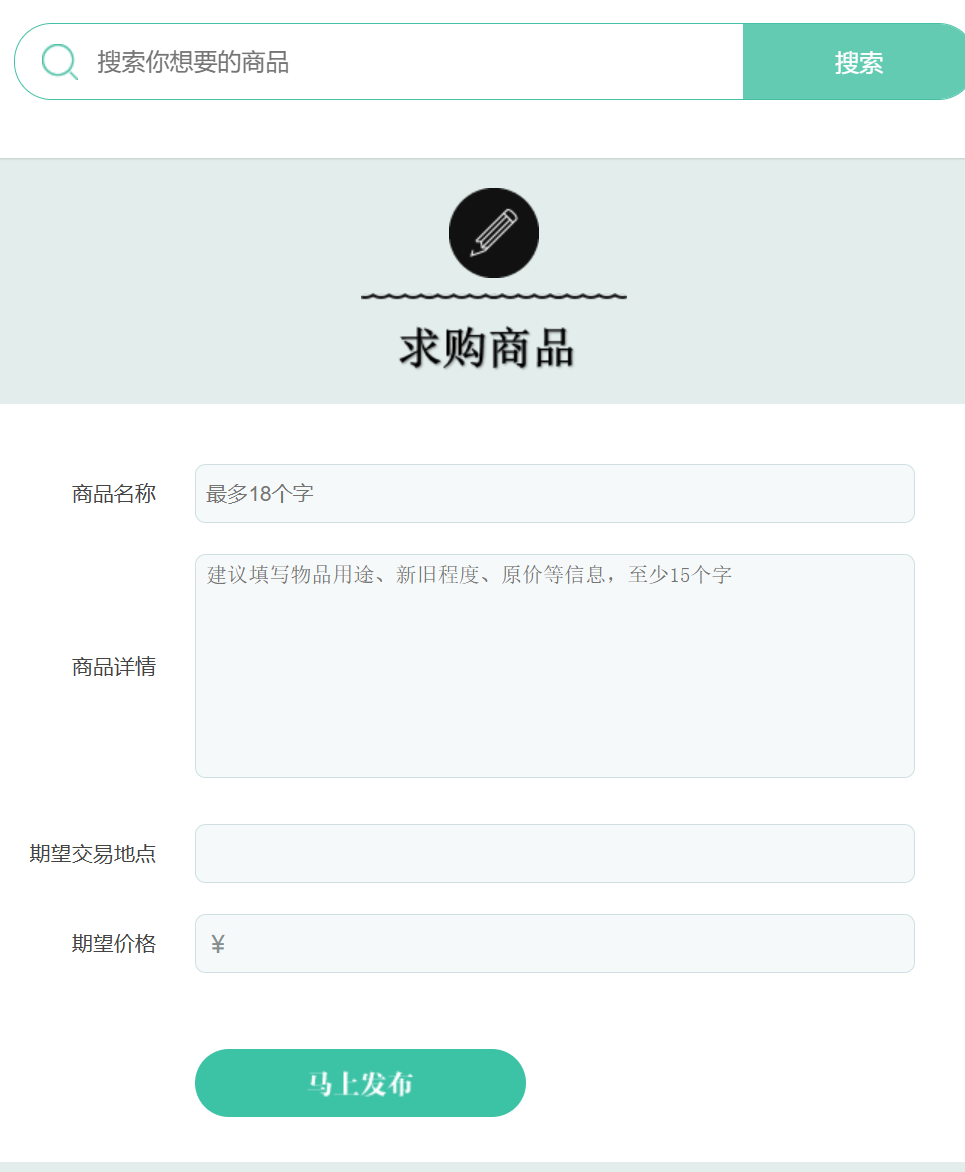 搜索你想要的商品
搜索
求购商品
商品名称
最多18个字
商品详情
建议填写物品用途、新旧程度、原价等信息，至少15个字
期望交易地点
期望价格
¥
马上发布